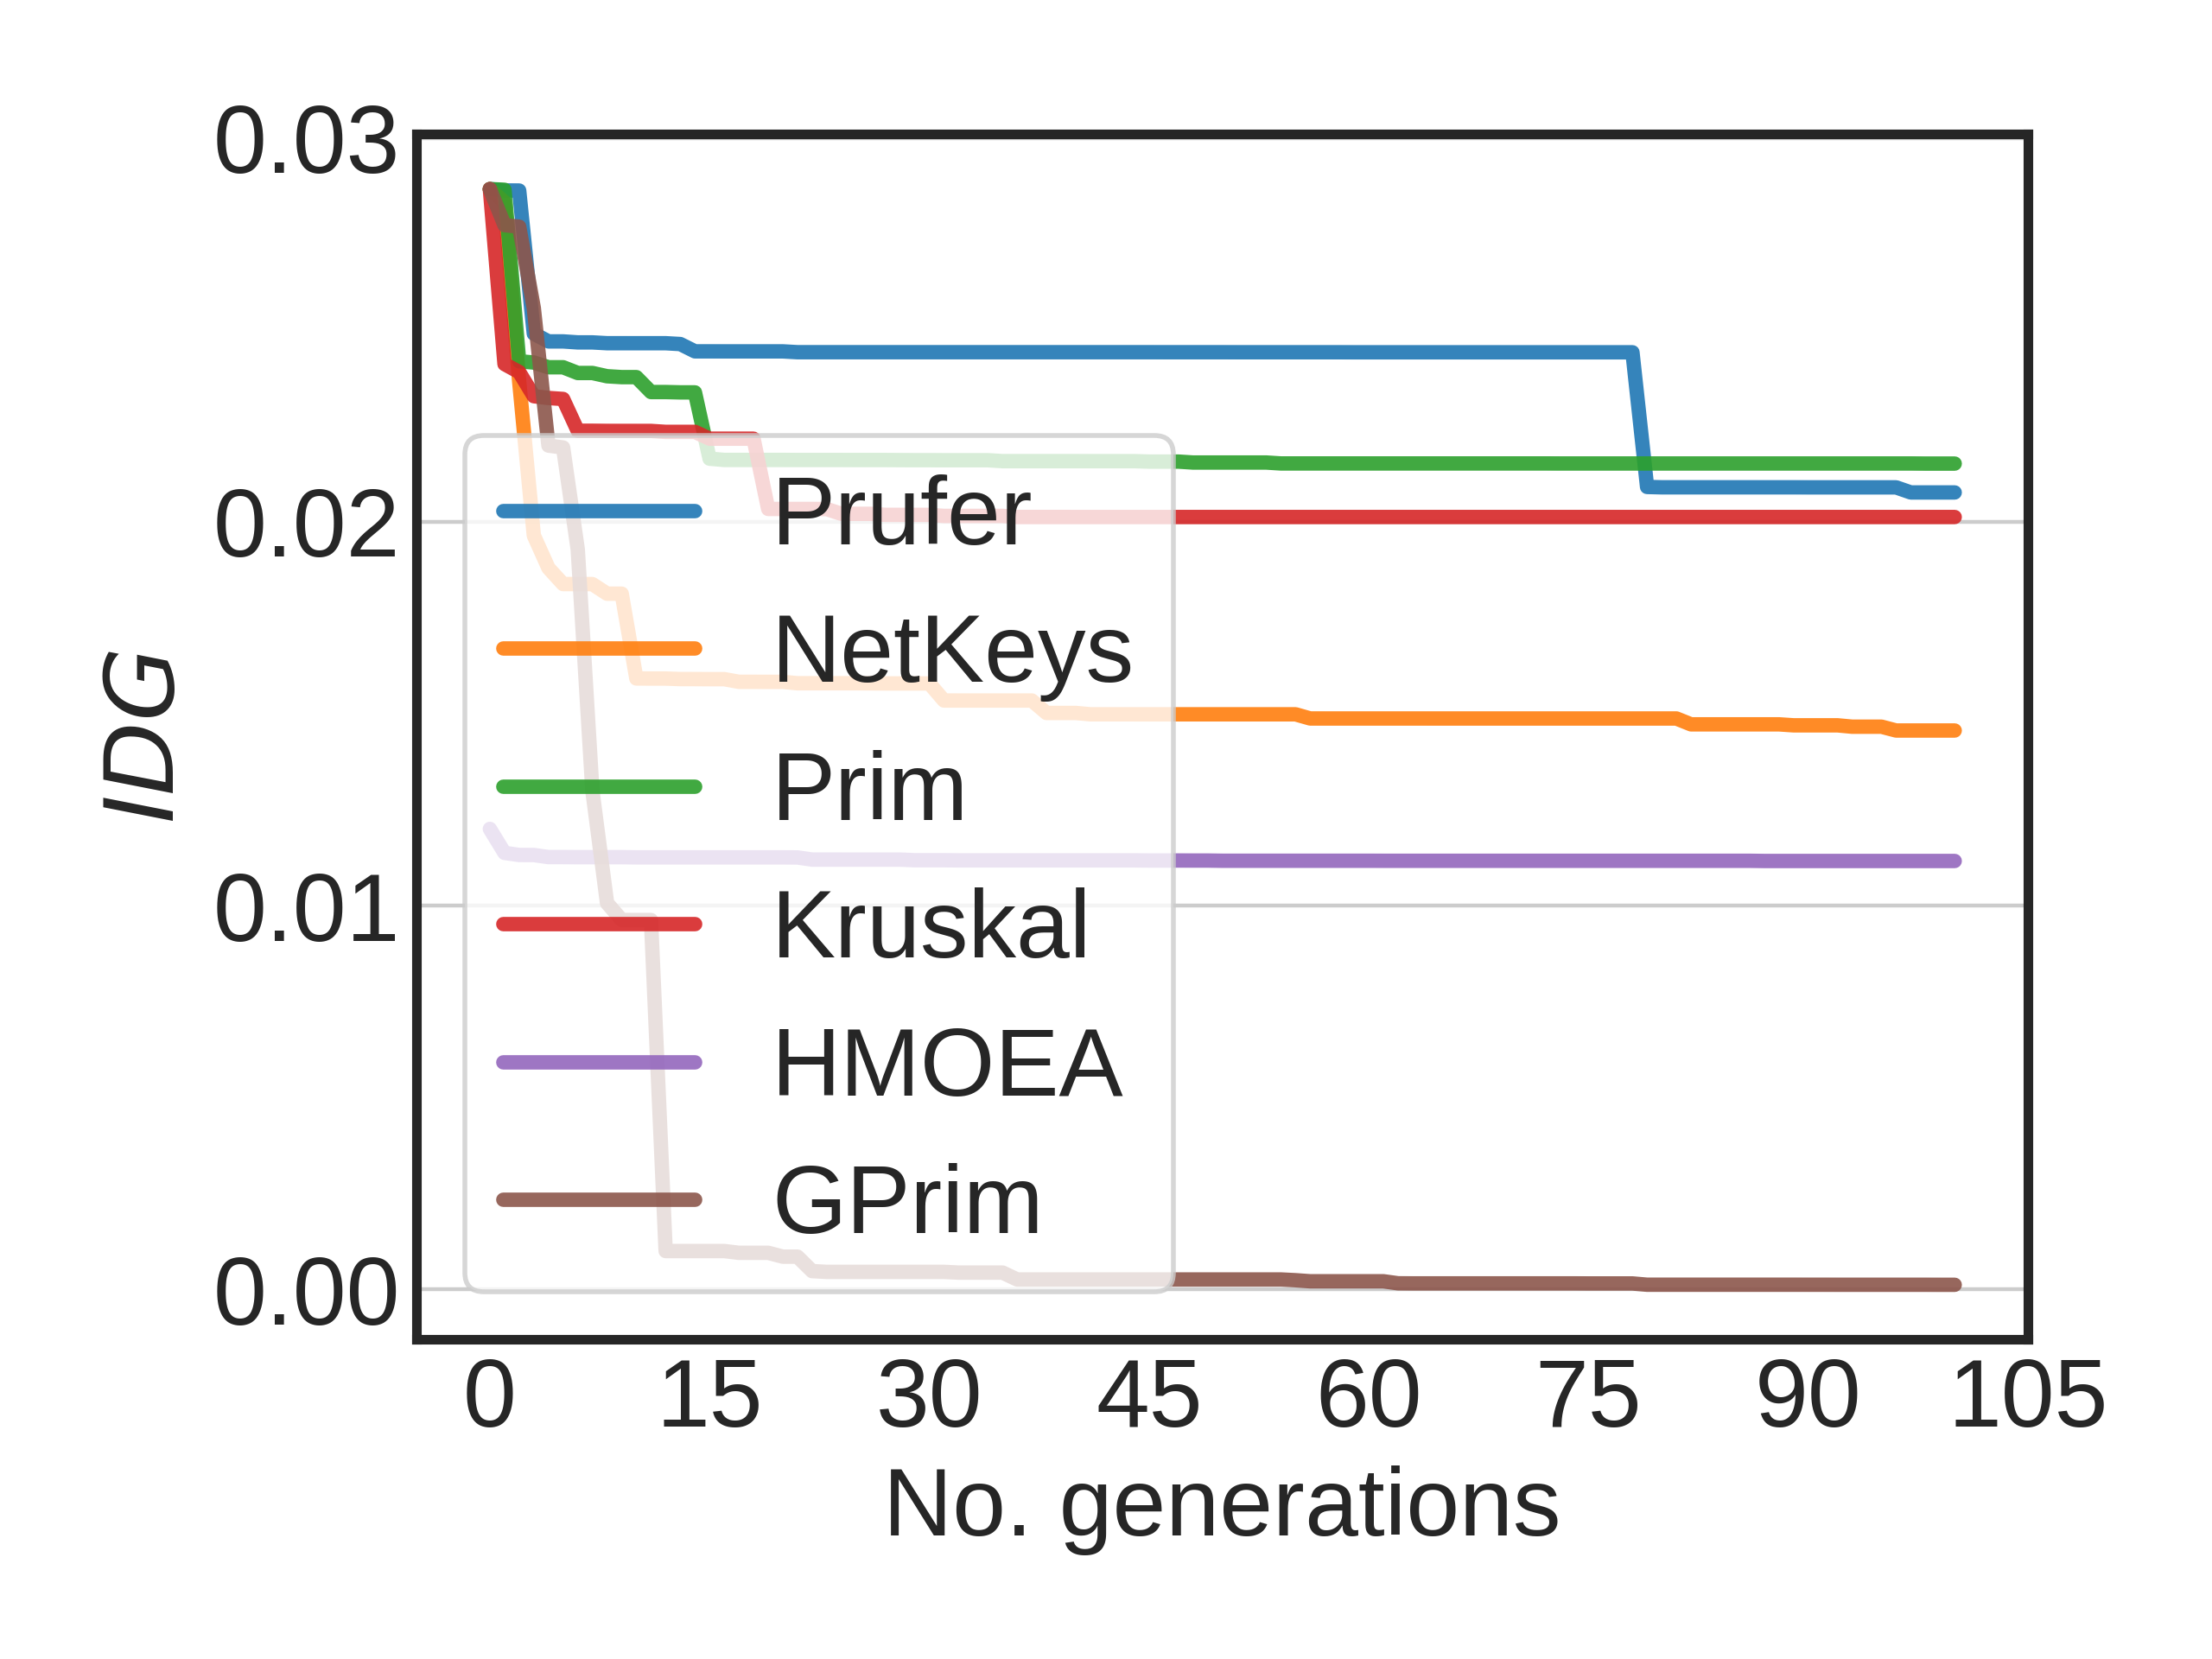 0.03
0.02
0.01
0.00
IDG
Prufer
NetKeys
Prim
Kruskal
HMOEA
GPrim
0 15 30 45 60 75 90 105
No. generations